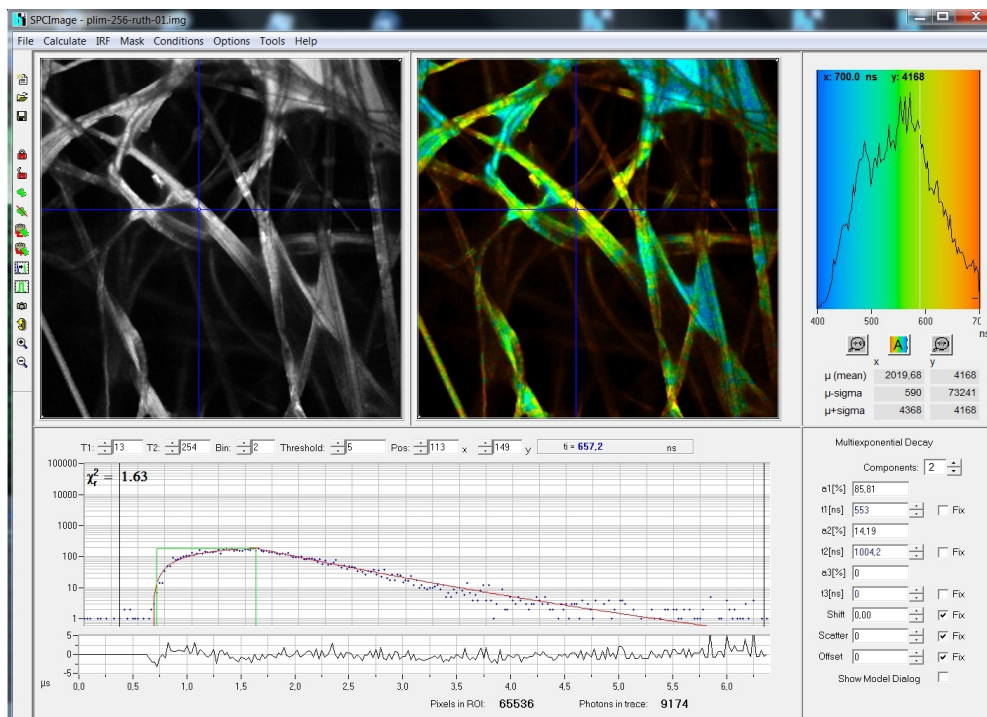 SPCImage - plim-256-ruth-01.img
File Calculate IRF Mask Conditions Options Tools Help
x: 700.0 ns y: 4168
400 500 600 70
ns
A
x y
μ (mean) 2019,68 4168
μ-sigma 590 73241
μ+sigma 4368 4168
T1: 13 T2: 254 Bin: 2 Threshold: 5 Pos: 113 x 149 y ti = 657,2 ns
χr² = 1.63
100000
10000
1000
100
10
1
5
0
-5
μs 0,0 0,5 1,0 1,5 2,0 2,5 3,0 3,5 4,0 4,5 5,0 5,5 6,0
Pixels in ROI: 65536 Photons in trace: 9174
Multiexponential Decay
Components: 2
a1[%] 85,81
t1[ns] 553 Fix
a2[%] 14,19
t2[ns] 1004,2 Fix
a3[%] 0
t3[ns] 0 Fix
Shift 0,00 Fix
Scatter 0 Fix
Offset 0 Fix
Show Model Dialog